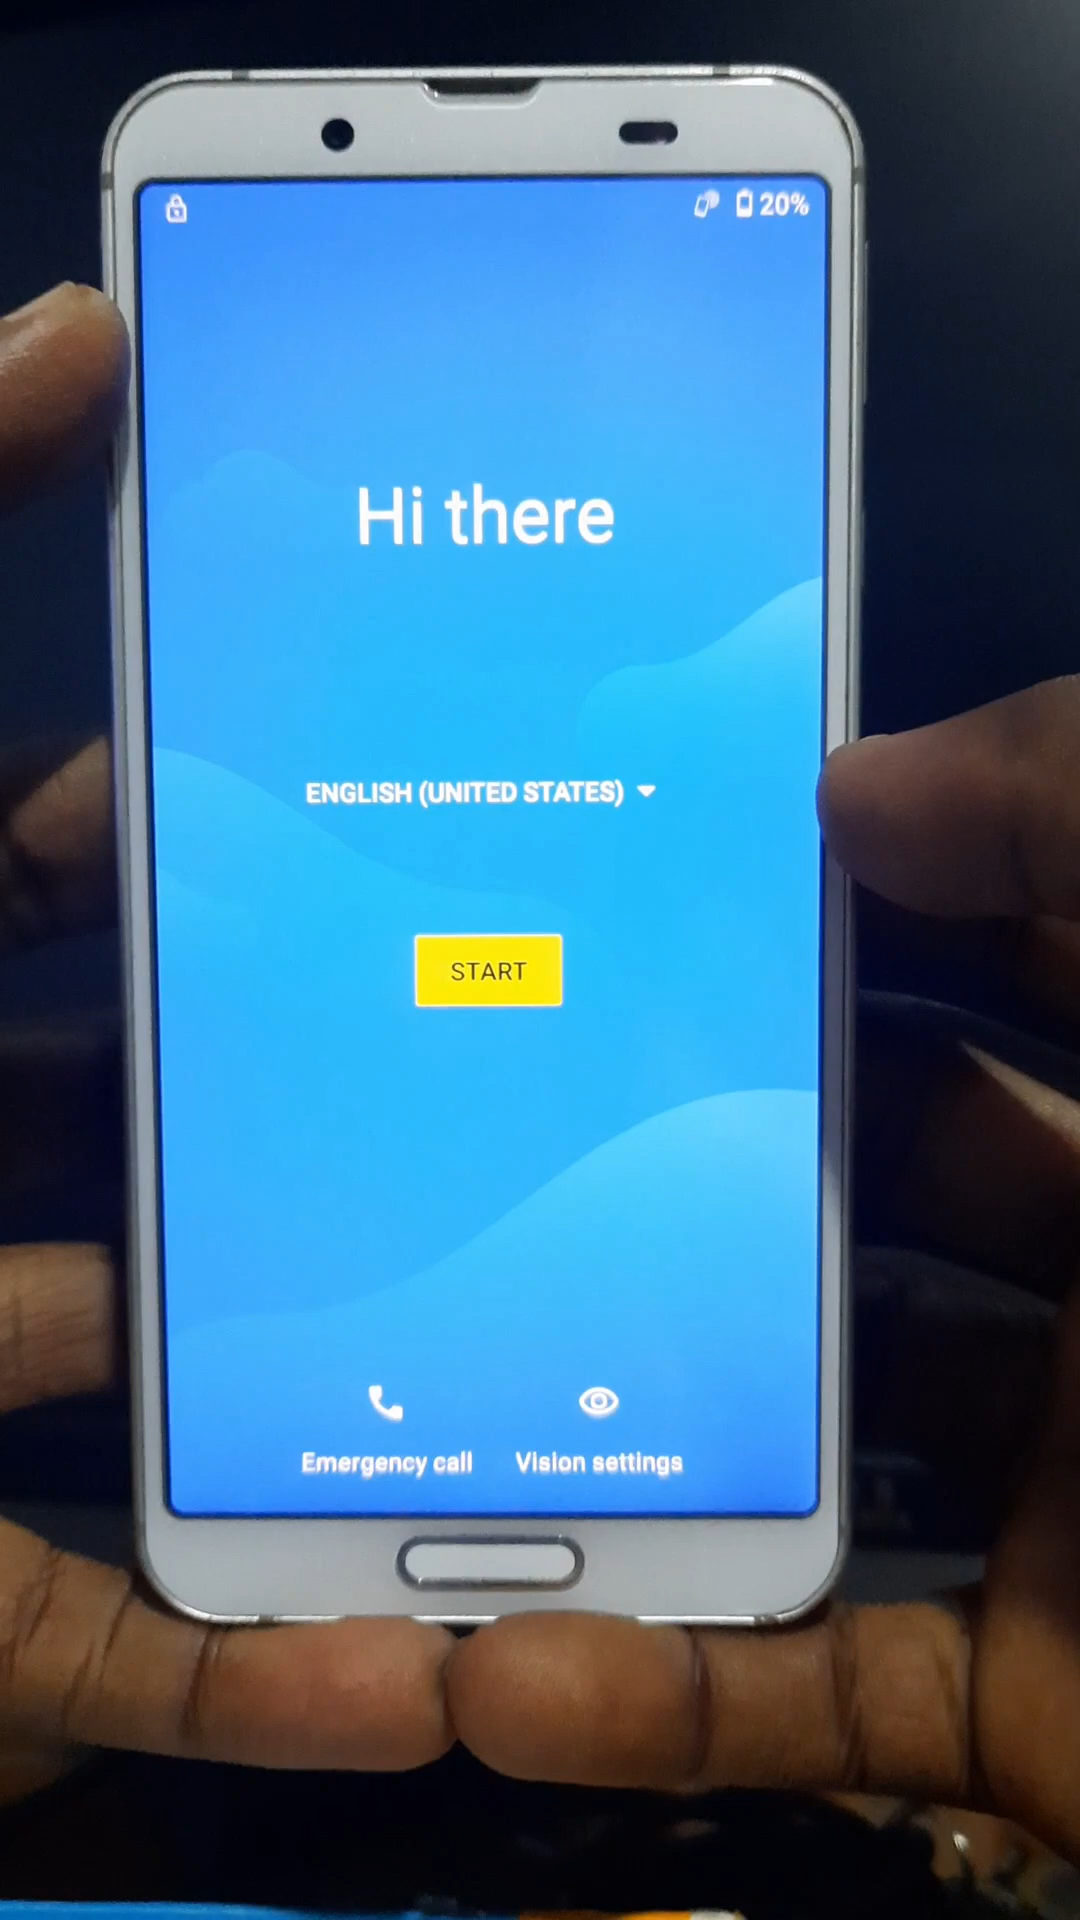 20%
Hi there
ENGLISH (UNITED STATES)
START
Emergency call
Vision settings